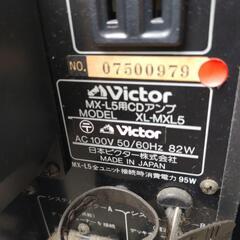 NO. 07500979
Victor
MX-L5用CDアンプ
MODEL XL-MXL5
Victor
AC 100V 50/60Hz 82W
日本ビクター株式会社
MADE IN JAPAN
MX-L5全ユニット接続時消費電力 95W